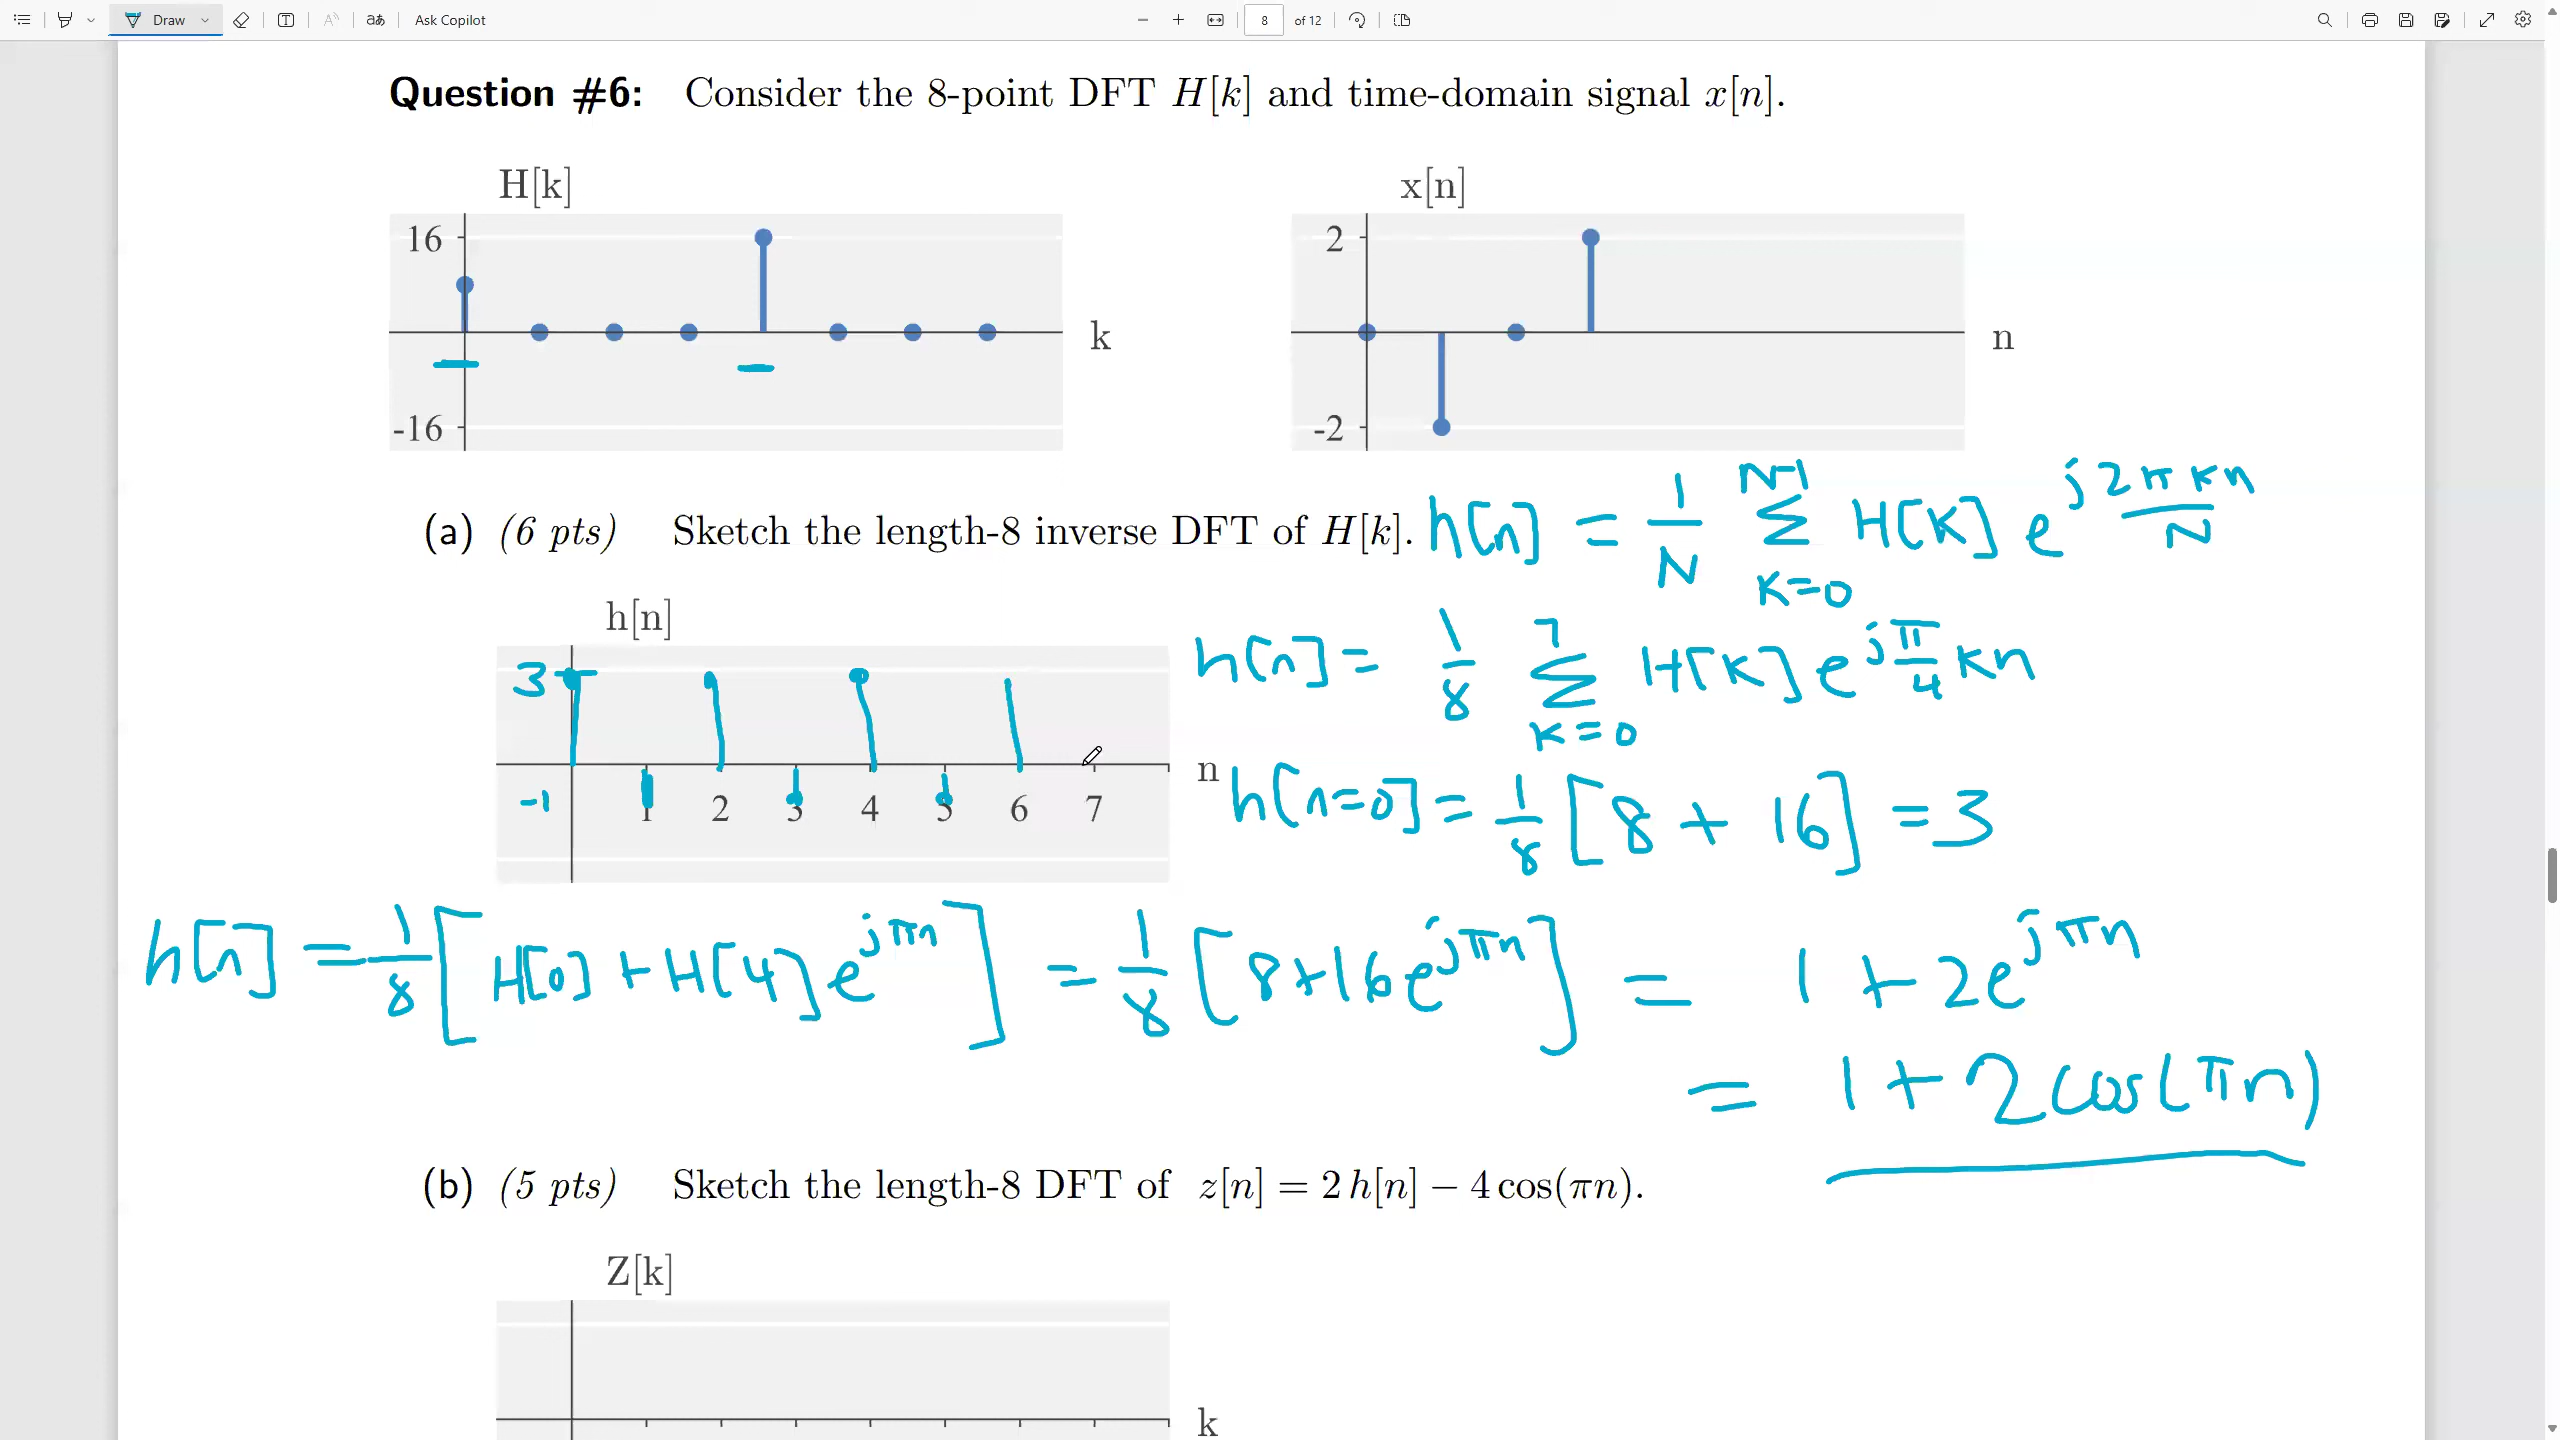 Draw
Ask Copilot
8 of 12
Question #6: Consider the 8-point DFT H[k] and time-domain signal x[n].
H[k]
16
-16
k
x[n]
2
-2
n
(a) (6 pts) Sketch the length-8 inverse DFT of H[k].
h[n] = 1/N Σ_{k=0}^{N-1} H[k] e^{j2πkn/N}
h[n]
3
-1
1 2 3 4 5 6 7
n
h[n] = 1/8 Σ_{k=0}^{7} H[k] e^{jπ/4 kn}
h[n=0] = 1/8 [8 + 16] = 3
h[n] = 1/8 [H[0] + H[4] e^{jπn}] = 1/8 [8+16e^{jπn}] = 1 + 2e^{jπn}
= 1 + 2cos(πn)
(b) (5 pts) Sketch the length-8 DFT of z[n] = 2 h[n] − 4 cos(πn).
Z[k]
k